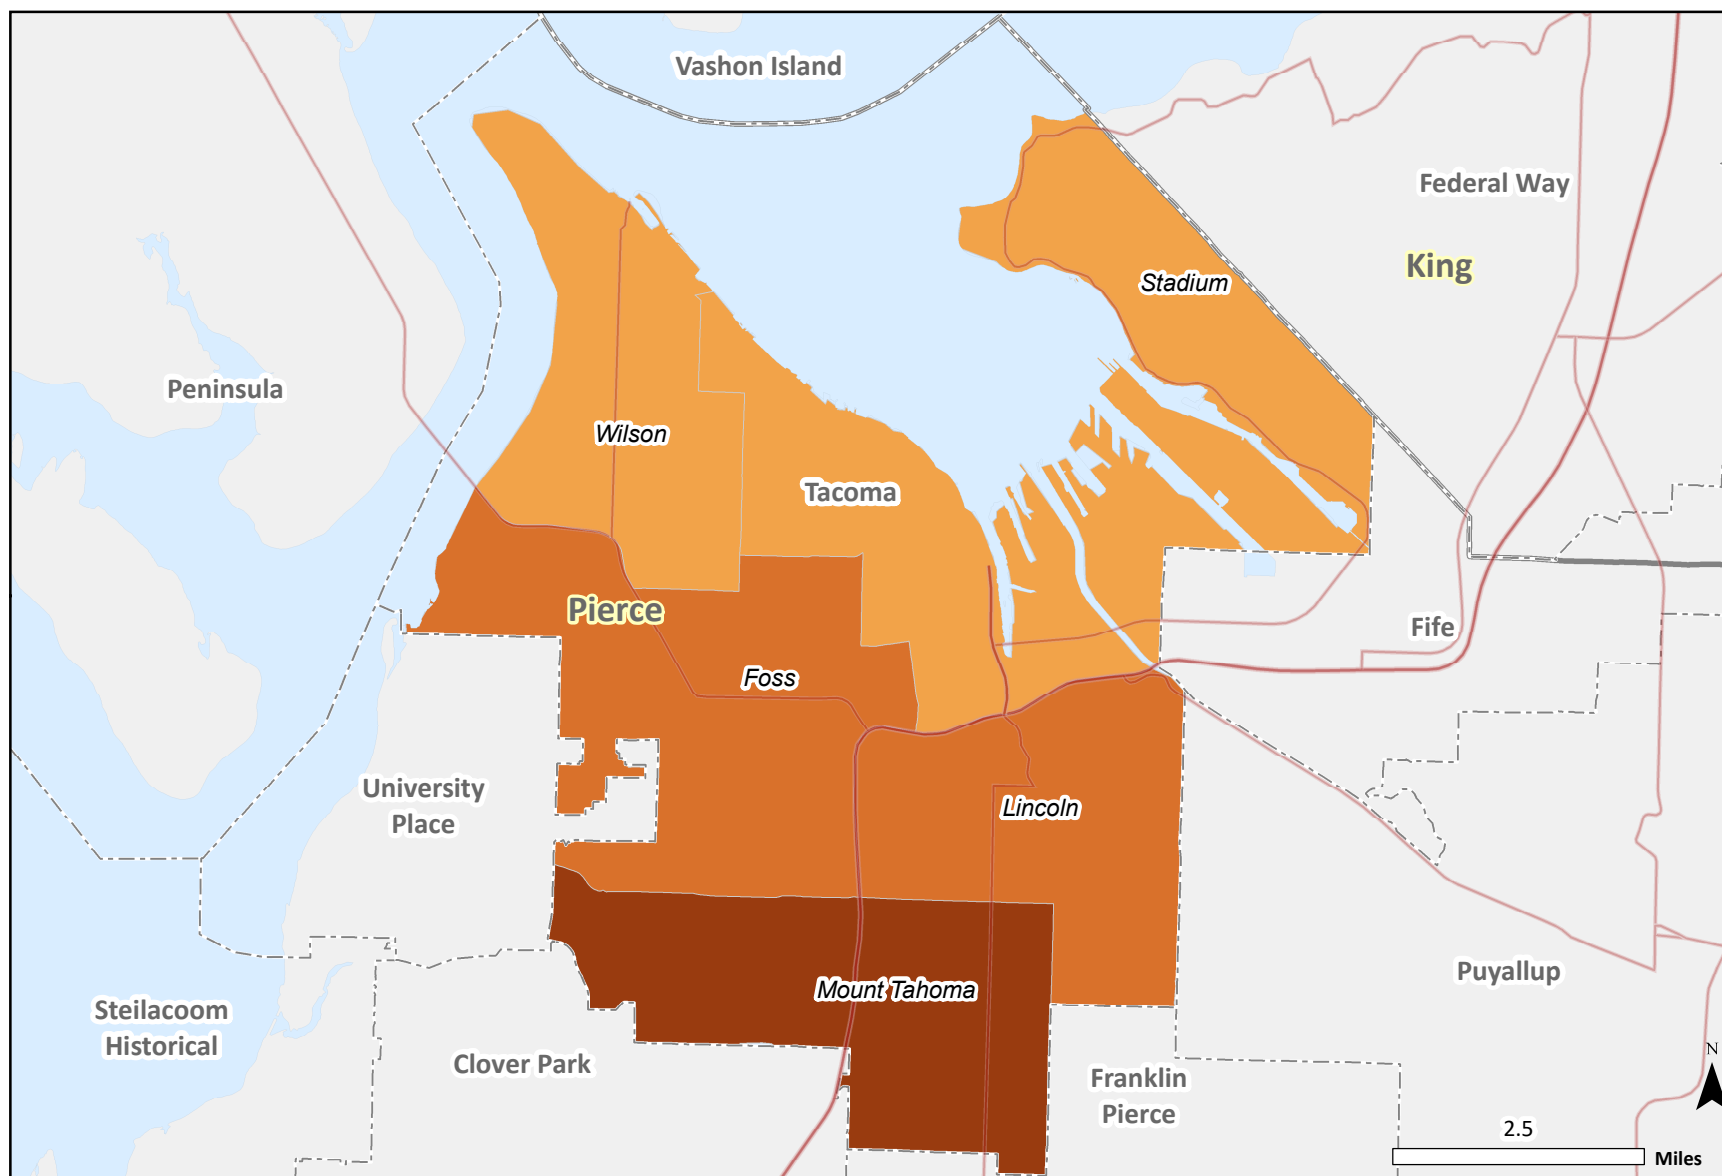 Vashon Island
Federal Way
King
Stadium
Peninsula
Wilson
Tacoma
Pierce
Fife
Foss
University
Place
Lincoln
Mount Tahoma
Puyallup
Steilacoom
Historical
Clover Park
Franklin
Pierce
N
2.5
Miles